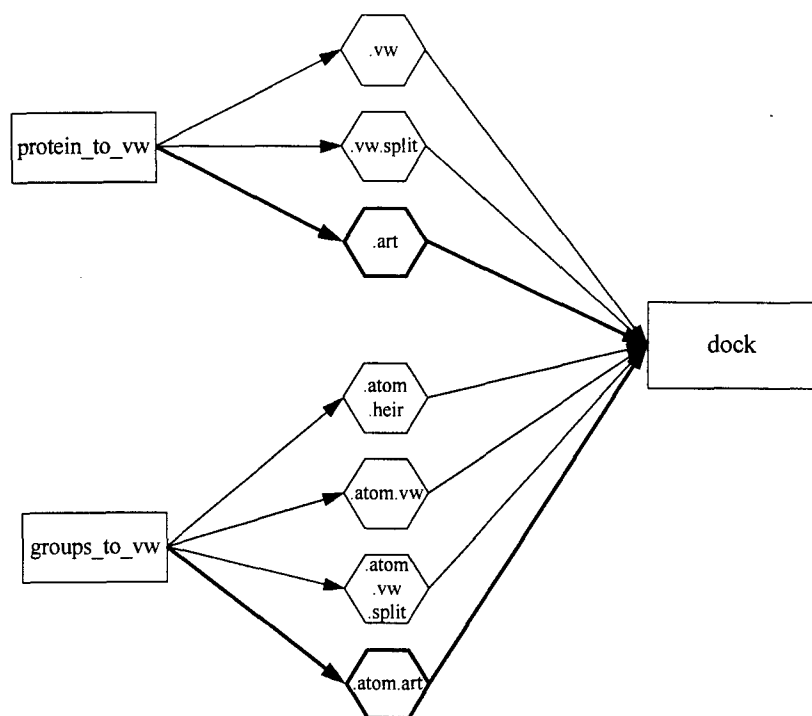 .vw
protein_to_vw
.vw.split
.art
dock
.atom
.heir
.atom.vw
groups_to_vw
.atom
.vw
.split
.atom.art